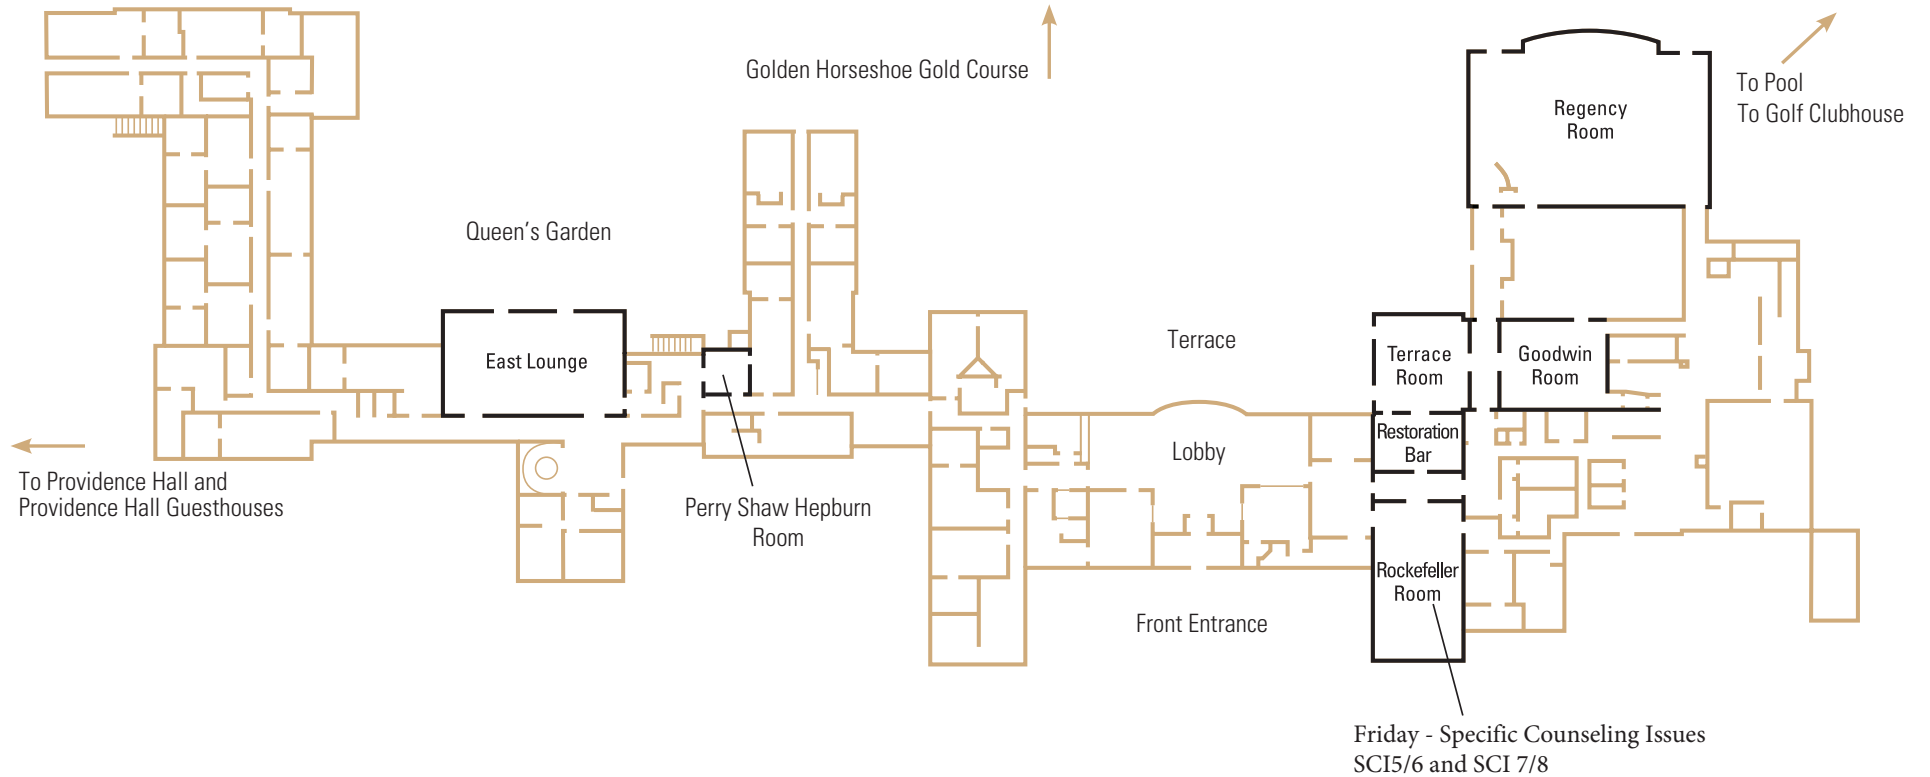 Golden Horseshoe Gold Course
To Pool
To Golf Clubhouse
Regency
Room
Queen's Garden
East Lounge
Terrace
Terrace
Room
Goodwin
Room
Restoration
Bar
Lobby
To Providence Hall and
Providence Hall Guesthouses
Perry Shaw Hepburn
Room
Rockefeller
Room
Front Entrance
Friday - Specific Counseling Issues
SCI5/6 and SCI 7/8